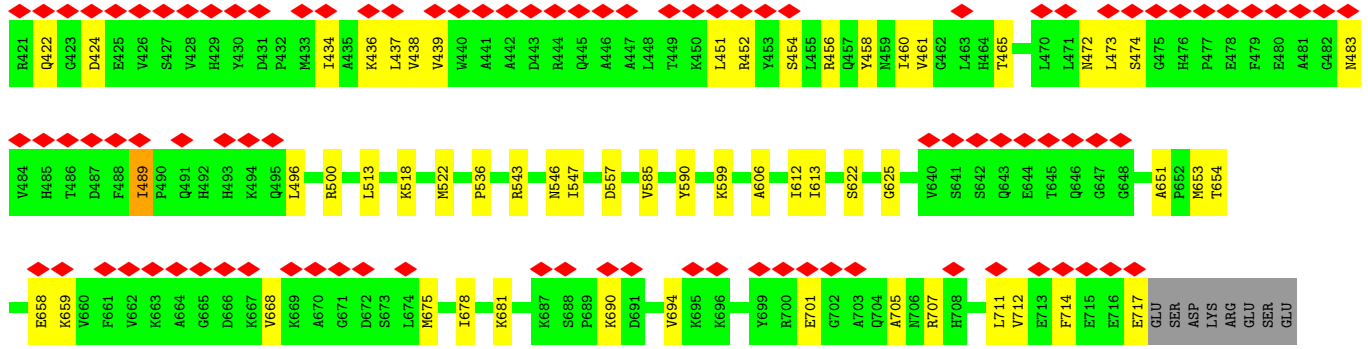 R421 Q422 G423 D424 E425 V426 S427 V428 H429 Y430 D431 P432 M433 I434 A435 K436 L437 V438 V439 W440 A441 A442 D443 R444 Q445 A446 A447 L448 T449 K450 L451 R452 Y453 S454 L455 R456 Q457 Y458 N459 I460 V461 G462 L463 H464 T465 L470 L471 N472 L473 S474 G475 H476 P477 E478 F479 E480 A481 G482 N483
V484 H485 T486 D487 F488 I489 P490 Q491 H492 H493 K494 Q495 L496 R500 L513 K518 M522 P536 R543 N546 I547 D557 V585 Y590 K599 A606 I612 I613 S622 G625 V640 S641 S642 Q643 E644 T645 Q646 G647 G648 A651 P652 M653 T654
E658 K659 V660 F661 V662 K663 A664 G665 D666 K667 V668 K669 A670 G671 D672 S673 L674 M675 I678 K681 K687 S688 P689 K690 D691 V694 K695 K696 Y699 R700 E701 G702 A703 Q704 A705 N706 R707 H708 L711 V712 E713 F714 E715 E716 E717 GLU SER ASP LYS ARG GLU SER GLU